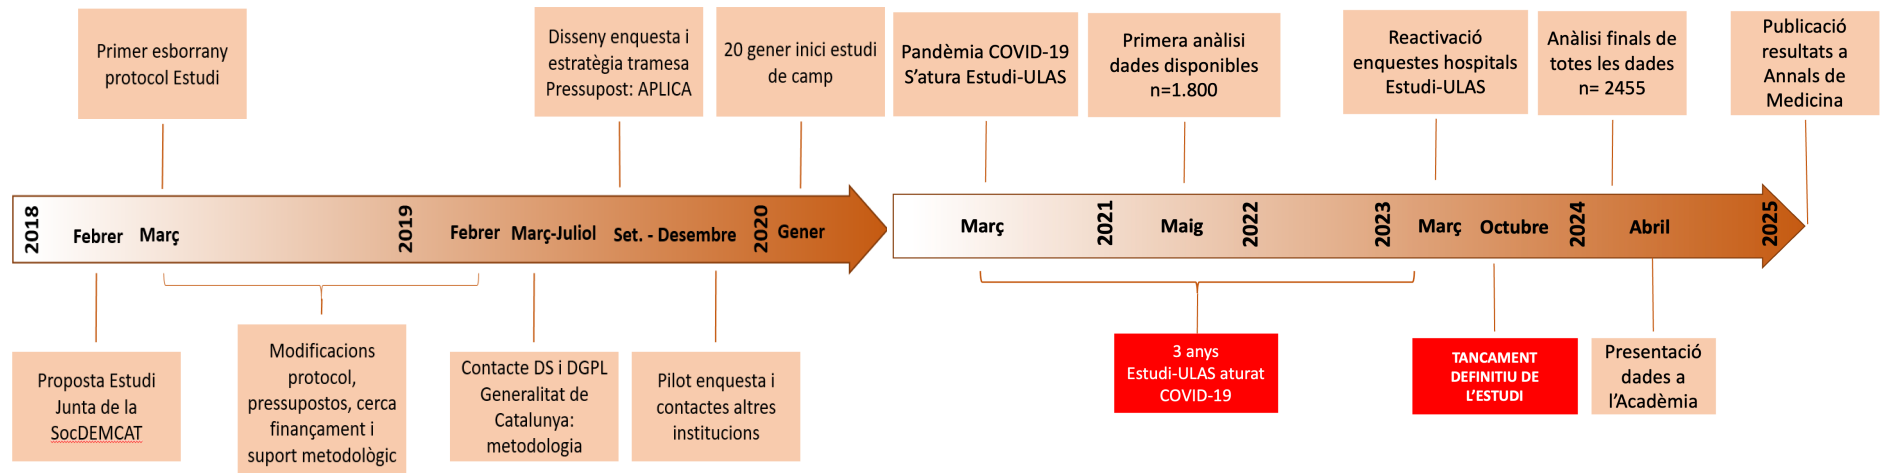 Primer esborrany
protocol Estudi
Disseny enquesta i
estratègia tramesa
Pressupost: APLICA
20 gener inici estudi
de camp
Pandèmia COVID-19
S’atura Estudi-ULAS
Primera anàlisi
dades disponibles
n=1.800
Reactivació
enquestes hospitals
Estudi-ULAS
Anàlisi finals de
totes les dades
n= 2455
Publicació
resultats a
Annals de
Medicina
2018
Febrer
Març
2019
Febrer
Març-Juliol
Set. - Desembre
2020
Gener
Març
2021
Maig
2022
2023
Març
Octubre
2024
Abril
2025
Proposta Estudi
Junta de la
SocDEMCAT
Modificacions
protocol,
pressupostos, cerca
finançament i
suport metodològic
Contacte DS i DGPL
Generalitat de
Catalunya:
metodologia
Pilot enquesta i
contactes altres
institucions
3 anys
Estudi-ULAS aturat
COVID-19
TANCAMENT
DEFINITIU DE
L’ESTUDI
Presentació
dades a
l’Acadèmia